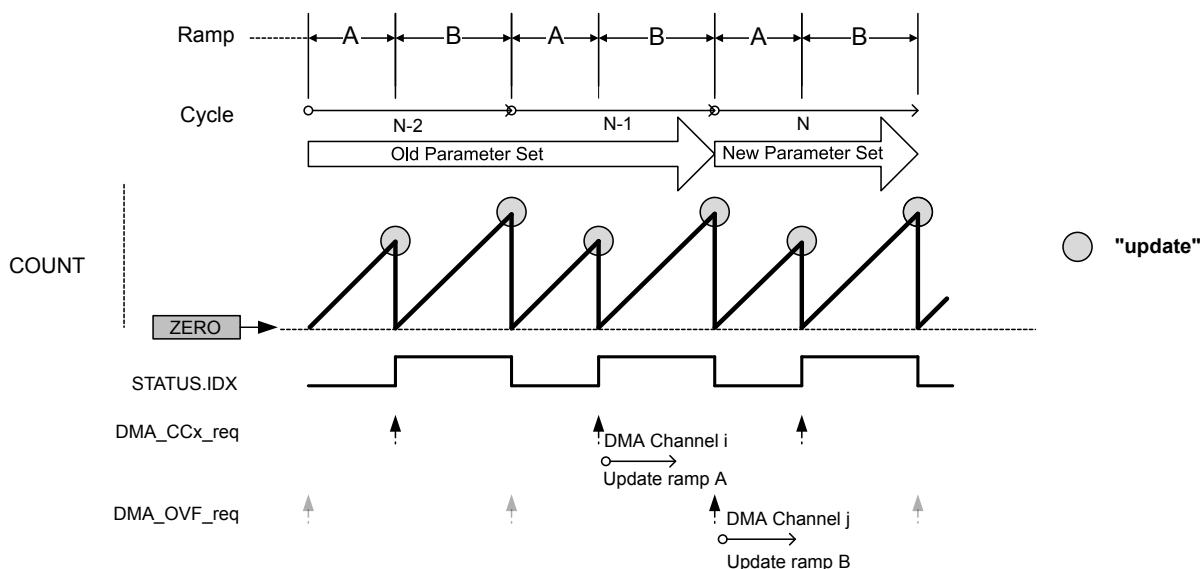 Ramp A B A B A B
Cycle
N-2 N-1 N
Old Parameter Set New Parameter Set
COUNT
"update"
ZERO
STATUS.IDX
DMA_CCx_req
DMA Channel i
Update ramp A
DMA_OVF_req
DMA Channel j
Update ramp B